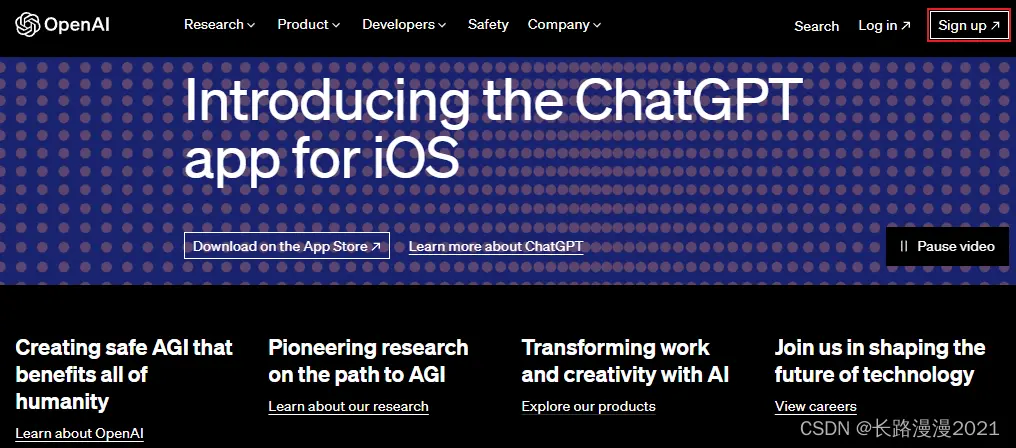 OpenAI Research Product Developers Safety Company Search Log in ↗ Sign up ↗
Introducing the ChatGPT
app for iOS
Download on the App Store ↗ Learn more about ChatGPT
Pause video
Creating safe AGI that
benefits all of
humanity
Learn about OpenAI
Pioneering research
on the path to AGI
Learn about our research
Transforming work
and creativity with AI
Explore our products
Join us in shaping the
future of technology
View careers
CSDN @长路漫漫2021